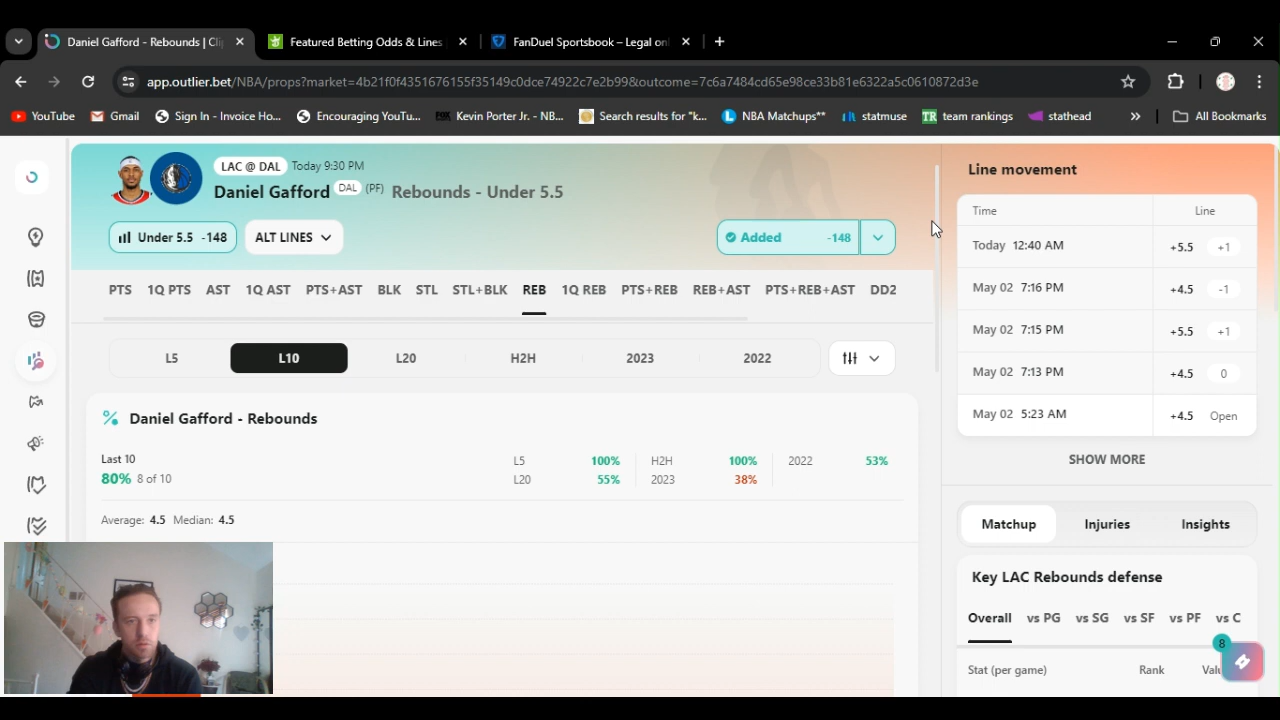 Daniel Gafford - Rebounds | Cli
Featured Betting Odds & Lines
FanDuel Sportsbook – Legal onl
app.outlier.bet/NBA/props?market=4b21f0f4351676155f35149c0dce74922c7e2b99&outcome=7c6a7484cd65e98ce33b81e6322a5c0610872d3e
YouTube
Gmail
Sign In - Invoice Ho...
Encouraging YouTu...
Kevin Porter Jr. - NB...
Search results for "k...
NBA Matchups**
statmuse
TR team rankings
stathead
»
All Bookmarks
LAC @ DAL Today 9:30 PM
Daniel Gafford DAL (PF) Rebounds - Under 5.5
Under 5.5 -148
ALT LINES
Added -148
PTS 1Q PTS AST 1Q AST PTS+AST BLK STL STL+BLK REB 1Q REB PTS+REB REB+AST PTS+REB+AST DD2
L5 L10 L20 H2H 2023 2022
Daniel Gafford - Rebounds
Last 10
80% 8 of 10
L5 100% H2H 100% 2022 53%
L20 55% 2023 38%
Average: 4.5 Median: 4.5
Line movement
Time Line
Today 12:40 AM +5.5 +1
May 02 7:16 PM +4.5 -1
May 02 7:15 PM +5.5 +1
May 02 7:13 PM +4.5 0
May 02 5:23 AM +4.5 Open
SHOW MORE
Matchup Injuries Insights
Key LAC Rebounds defense
Overall vs PG vs SG vs SF vs PF vs C
8
Stat (per game) Rank Valu